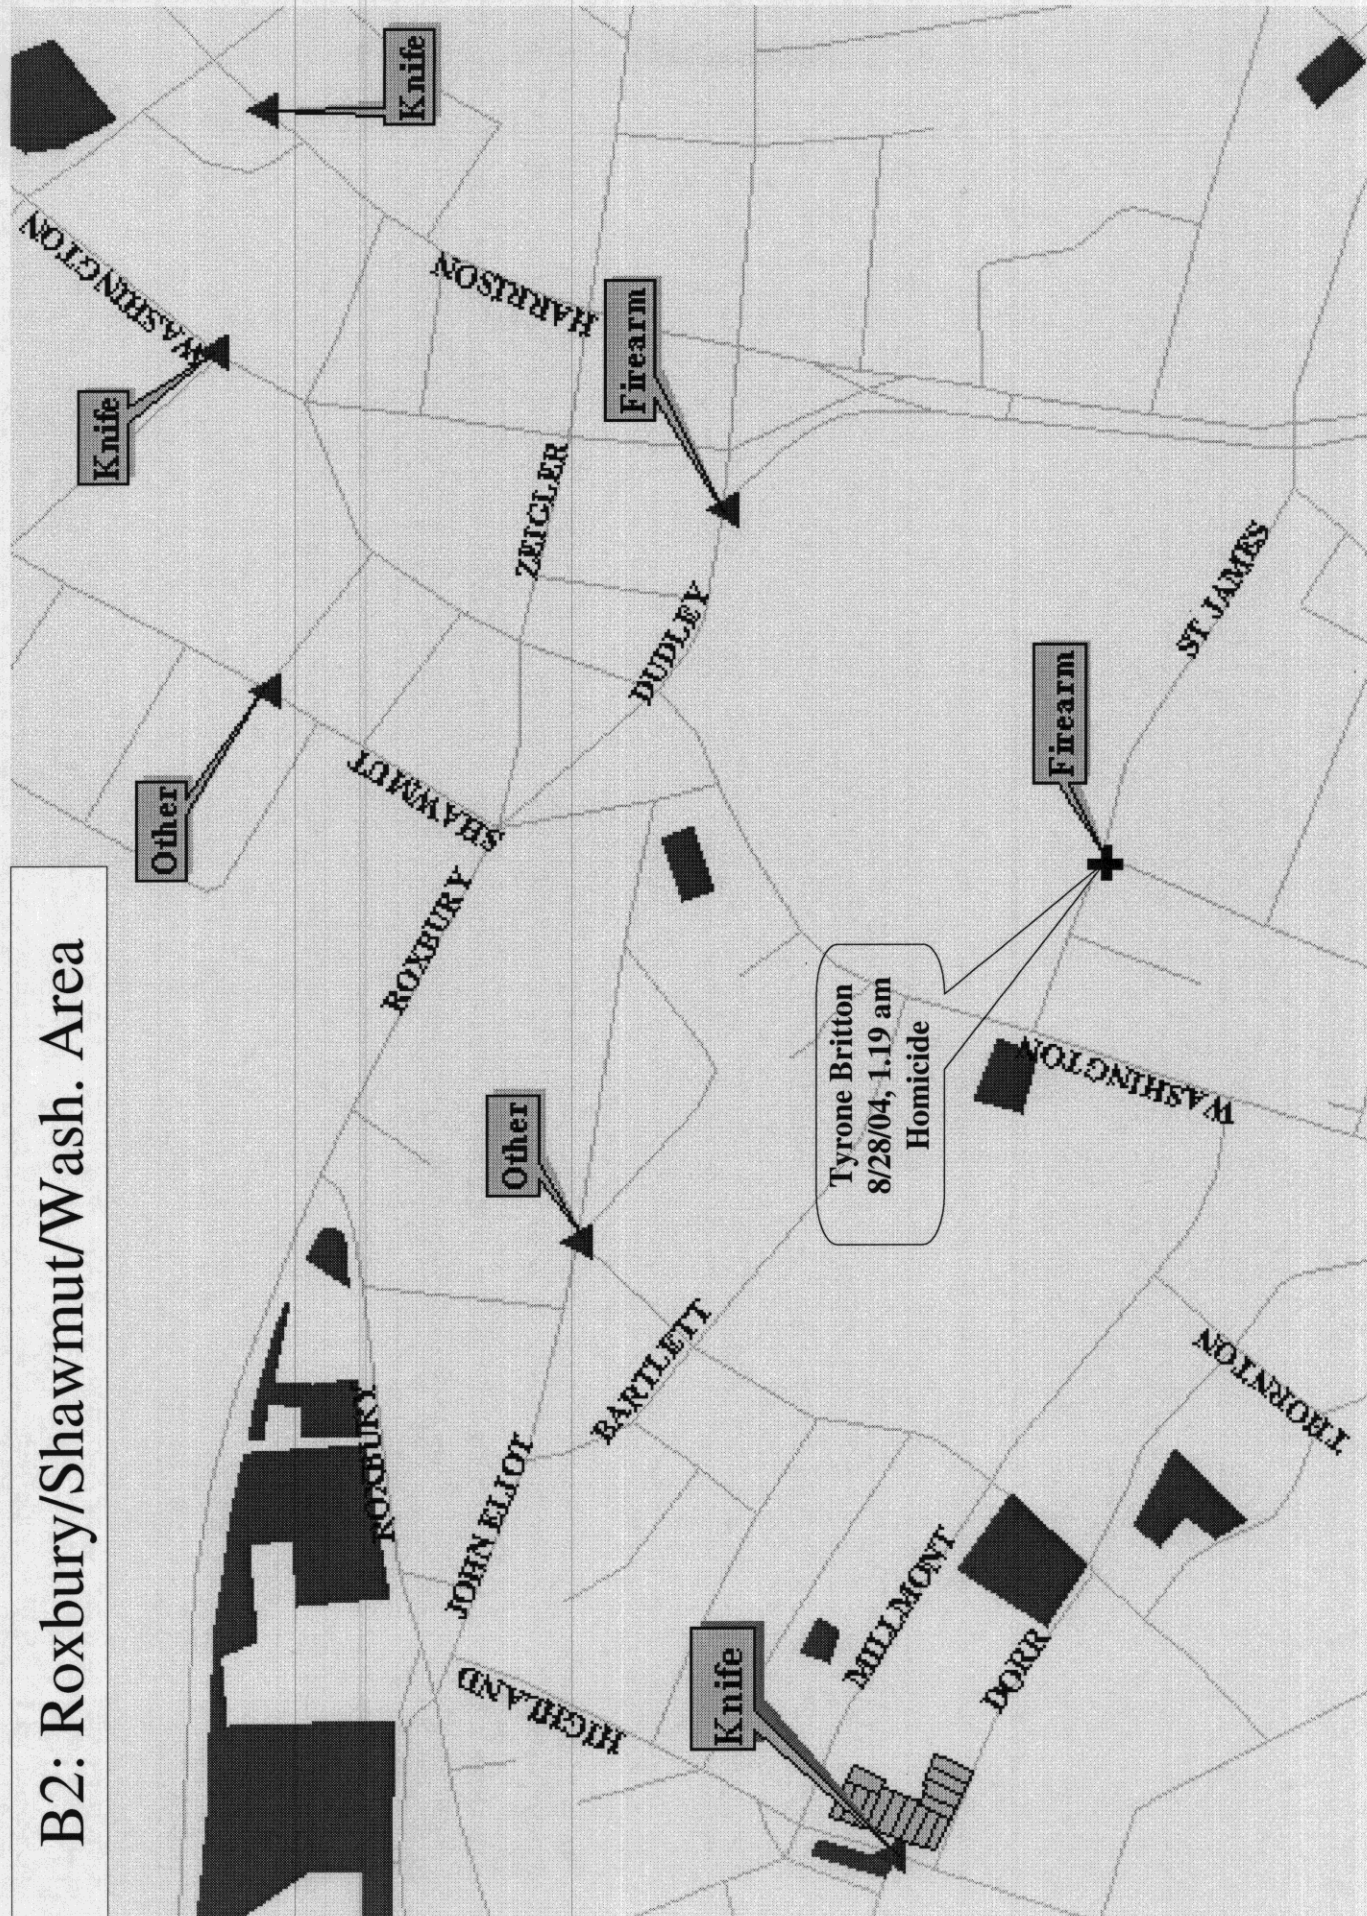 B2: Roxbury/Shawmut/Wash. Area
Other
Knife
WASHINGTON
Knife
ROXBURY
ROXBURY
SHAWMUT
HARRISON
JOHN ELIOT
Other
ZEIGLER
HIGHLAND
BARTLETT
DUDLEY
Firearm
Knife
MILLMONT
Tyrone Britton
8/28/04, 1.19 am
Homicide
Firearm
DORR
WASHINGTON
ST JAMES
THORNTON